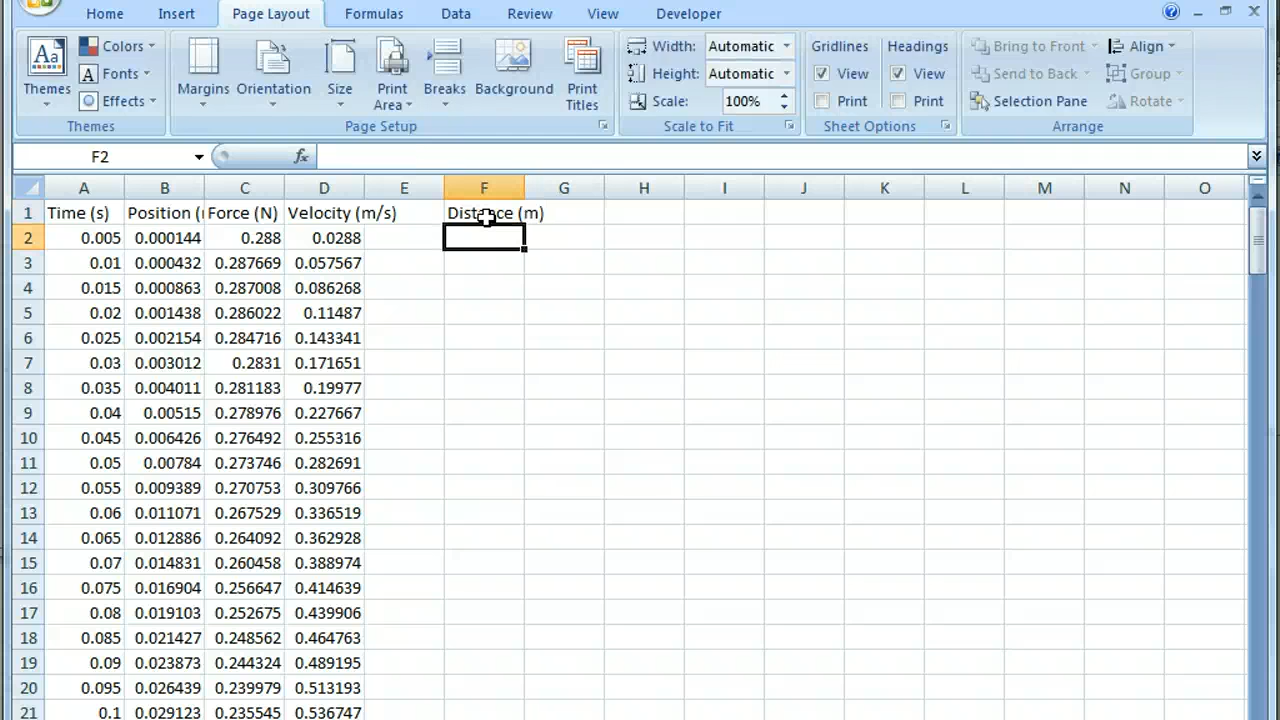 Home Insert Page Layout Formulas Data Review View Developer
Themes Colors Fonts Effects
Themes
Margins Orientation Size Print Area Breaks Background Print Titles
Page Setup
Width: Automatic
Height: Automatic
Scale: 100%
Scale to Fit
Gridlines Headings
View View
Print Print
Sheet Options
Bring to Front Align
Send to Back Group
Selection Pane Rotate
Arrange
F2 fx
A B C D E F G H I J K L M N O
1 Time (s) Position ( Force (N) Velocity (m/s) Distance (m)
2 0.005 0.000144 0.288 0.0288
3 0.01 0.000432 0.287669 0.057567
4 0.015 0.000863 0.287008 0.086268
5 0.02 0.001438 0.286022 0.11487
6 0.025 0.002154 0.284716 0.143341
7 0.03 0.003012 0.2831 0.171651
8 0.035 0.004011 0.281183 0.19977
9 0.04 0.00515 0.278976 0.227667
10 0.045 0.006426 0.276492 0.255316
11 0.05 0.00784 0.273746 0.282691
12 0.055 0.009389 0.270753 0.309766
13 0.06 0.011071 0.267529 0.336519
14 0.065 0.012886 0.264092 0.362928
15 0.07 0.014831 0.260458 0.388974
16 0.075 0.016904 0.256647 0.414639
17 0.08 0.019103 0.252675 0.439906
18 0.085 0.021427 0.248562 0.464763
19 0.09 0.023873 0.244324 0.489195
20 0.095 0.026439 0.239979 0.513193
21 0.1 0.029123 0.235545 0.536747